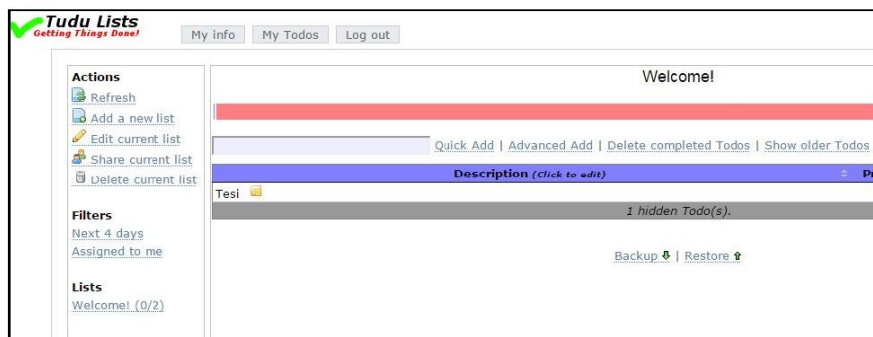 Tudu Lists
Getting Things Done!
My info My Todos Log out
Actions
Refresh
Add a new list
Edit current list
Share current list
Delete current list
Filters
Next 4 days
Assigned to me
Lists
Welcome! (0/2)
Welcome!
Quick Add | Advanced Add | Delete completed Todos | Show older Todos
Description (Click to edit)
Tesi
1 hidden Todo(s).
Backup | Restore